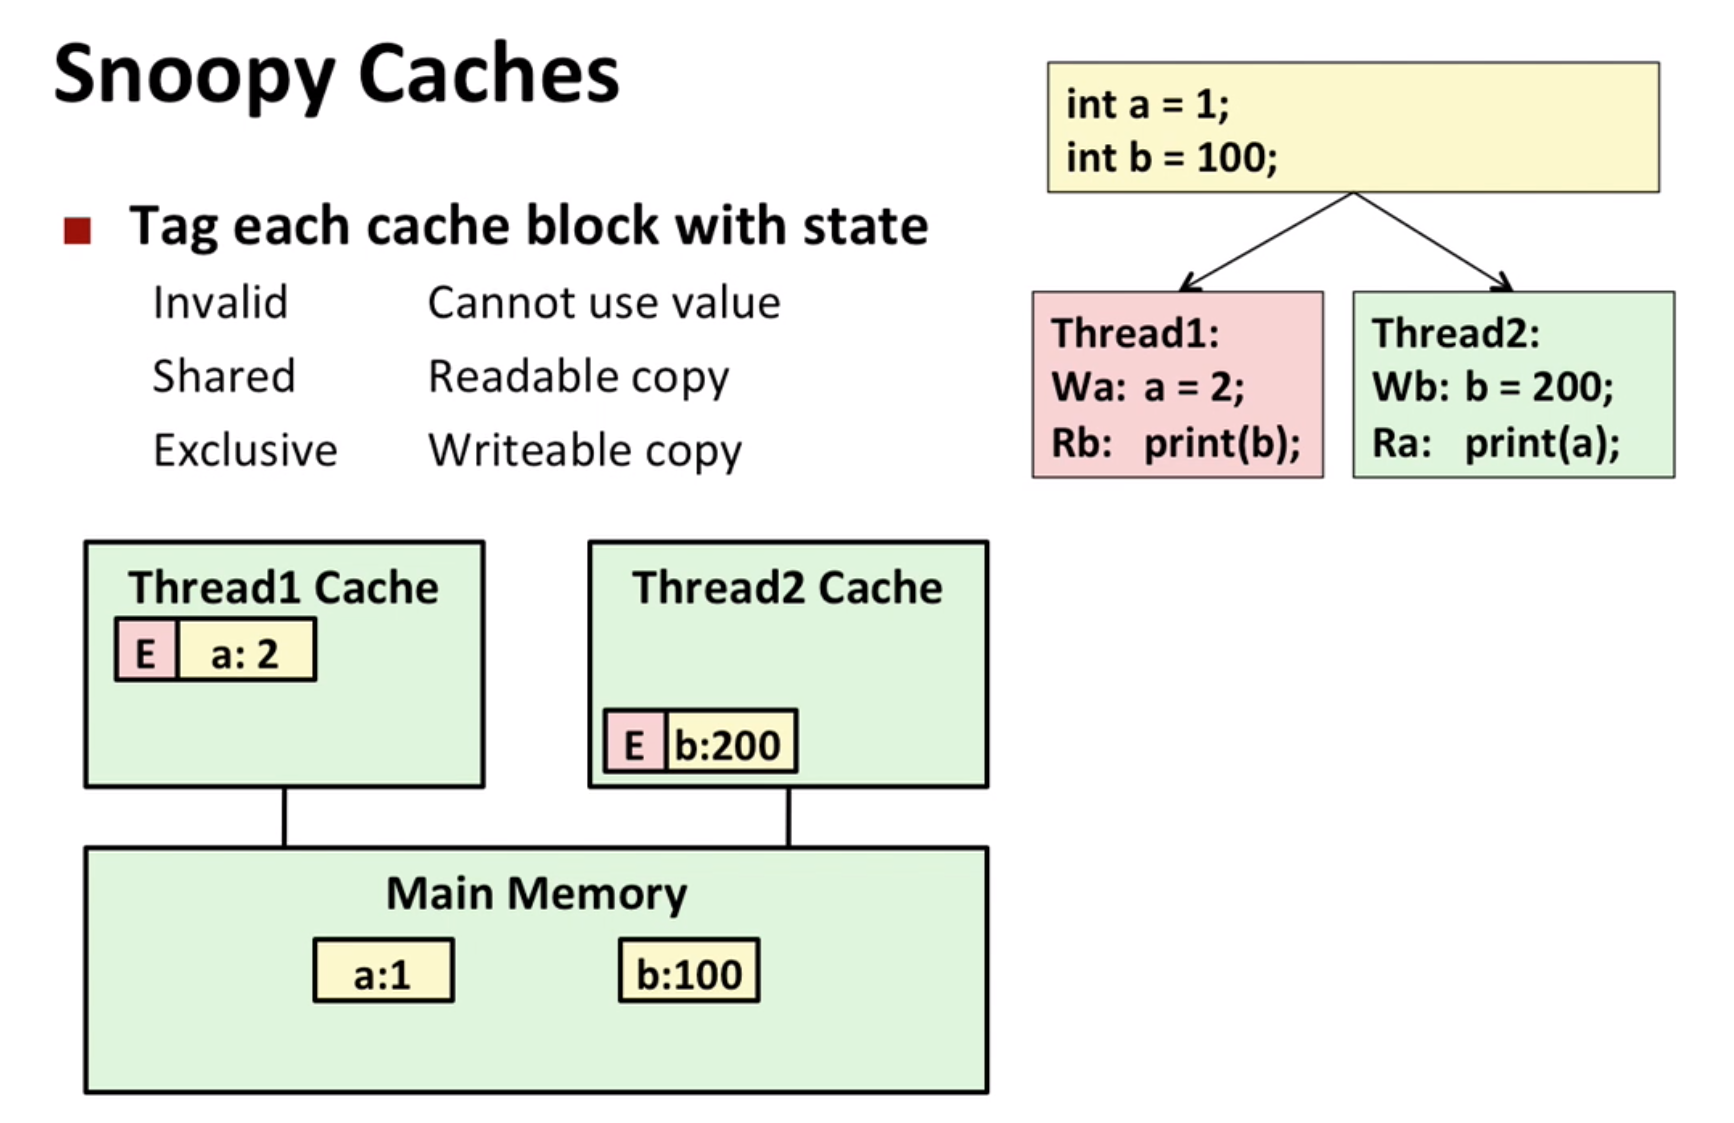 Snoopy Caches
Tag each cache block with state
Invalid Cannot use value
Shared Readable copy
Exclusive Writeable copy
int a = 1;
int b = 100;
Thread1:
Wa: a = 2;
Rb: print(b);
Thread2:
Wb: b = 200;
Ra: print(a);
Thread1 Cache
E a: 2
Thread2 Cache
E b:200
Main Memory
a:1
b:100